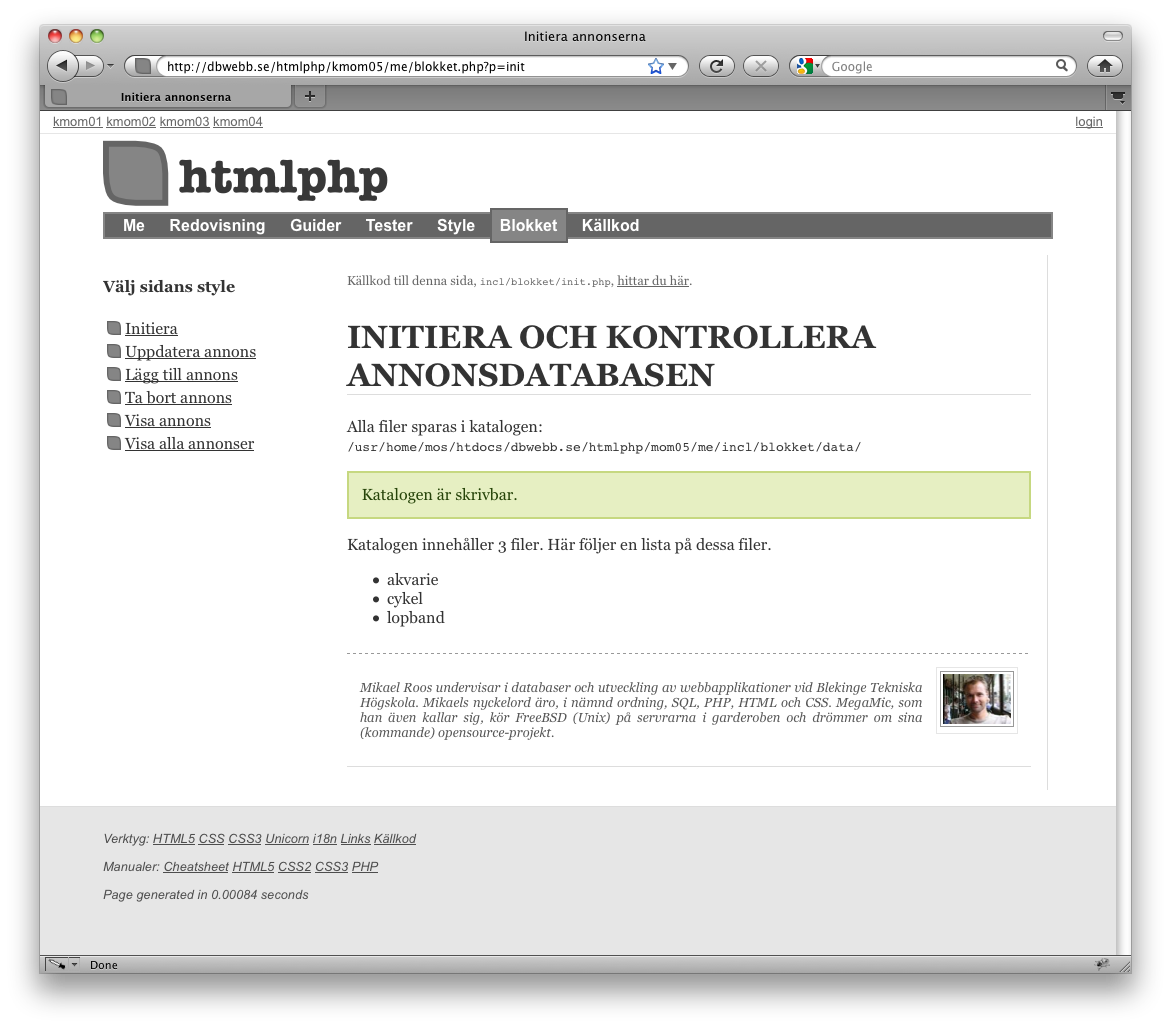 Initiera annonserna
http://dbwebb.se/htmlphp/kmom05/me/blokket.php?p=init
Google
Initiera annonserna
kmom01 kmom02 kmom03 kmom04
login
htmlphp
Me Redovisning Guider Tester Style Blokket Källkod
Välj sidans style
Initiera
Uppdatera annons
Lägg till annons
Ta bort annons
Visa annons
Visa alla annonser
Källkod till denna sida, incl/blokket/init.php, hittar du här.
INITIERA OCH KONTROLLERA
ANNONSDATABASEN
Alla filer sparas i katalogen:
/usr/home/mos/htdocs/dbwebb.se/htmlphp/mom05/me/incl/blokket/data/
Katalogen är skrivbar.
Katalogen innehåller 3 filer. Här följer en lista på dessa filer.
akvarie
cykel
lopband
Mikael Roos undervisar i databaser och utveckling av webbapplikationer vid Blekinge Tekniska
Högskola. Mikaels nyckelord äro, i nämnd ordning, SQL, PHP, HTML och CSS. MegaMic, som
han även kallar sig, kör FreeBSD (Unix) på servrarna i garderoben och drömmer om sina
(kommande) opensource-projekt.
Verktyg: HTML5 CSS CSS3 Unicorn i18n Links Källkod
Manualer: Cheatsheet HTML5 CSS2 CSS3 PHP
Page generated in 0.00084 seconds
Done